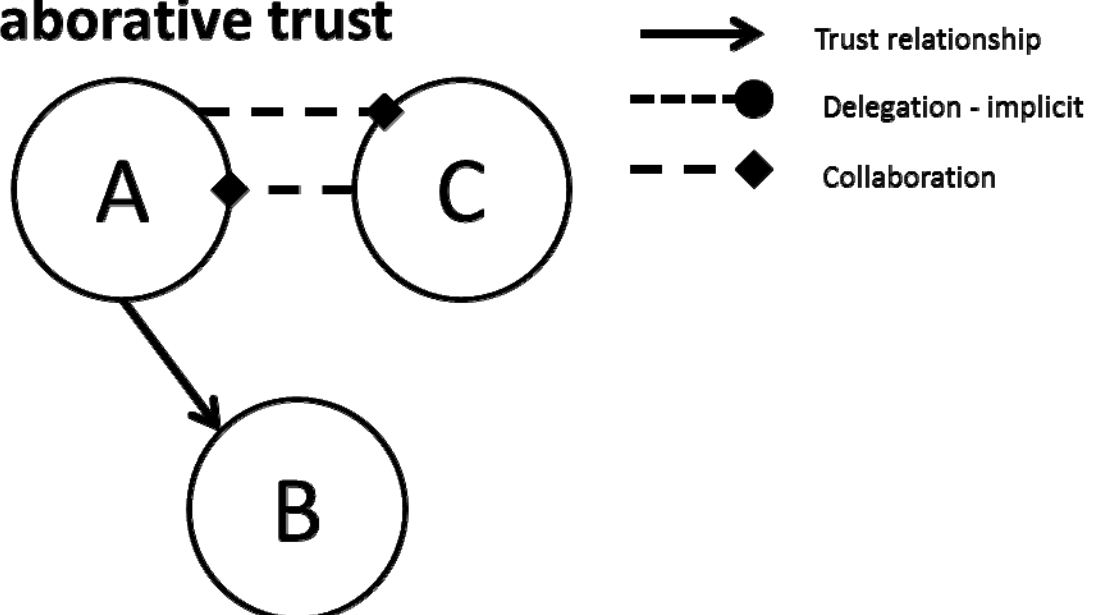 aborative trust
Trust relationship
Delegation - implicit
Collaboration
A
C
B